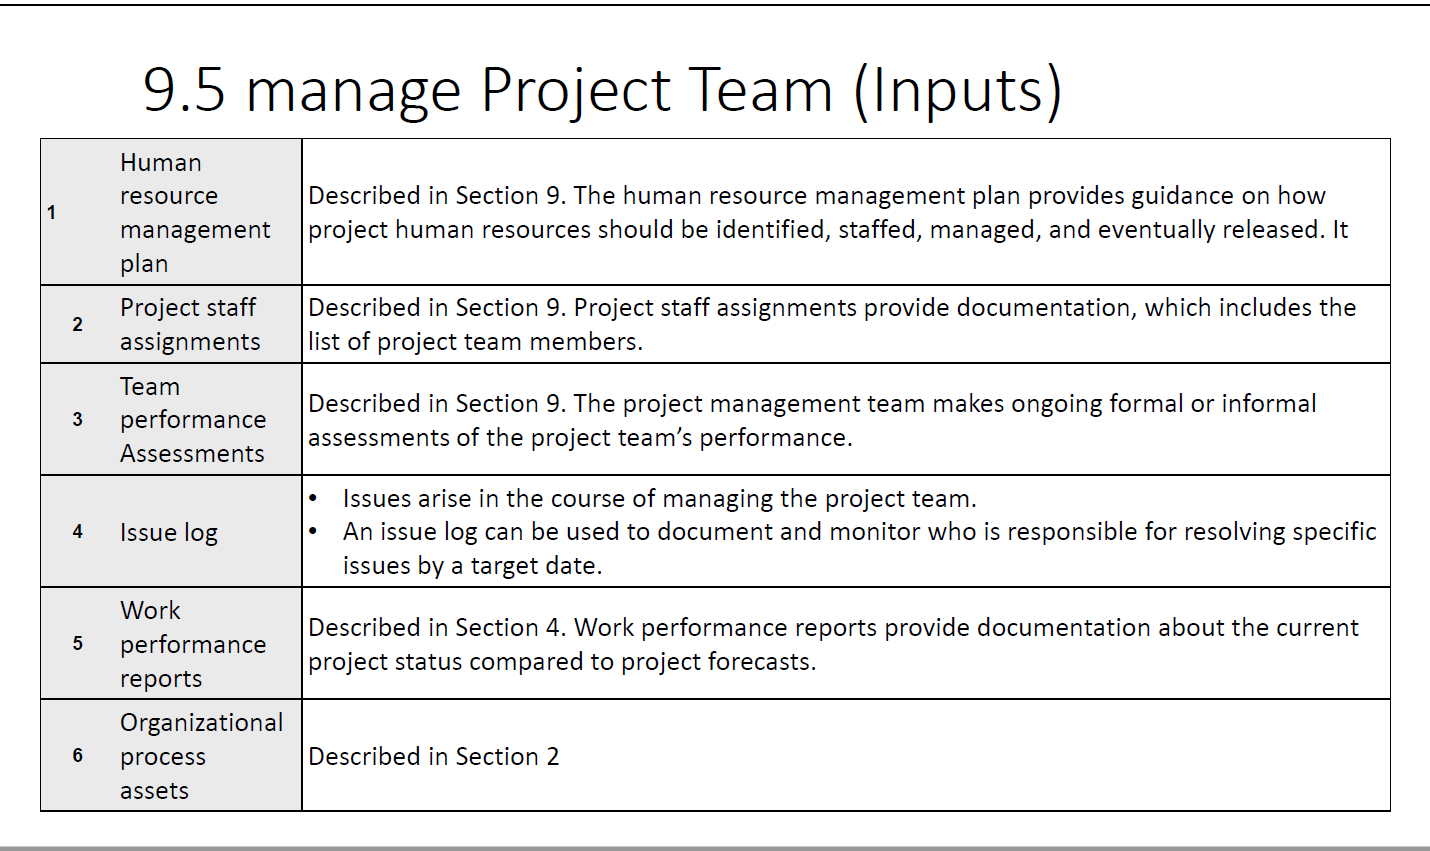 9.5 manage Project Team (Inputs)
1
Human
resource
management
plan
Described in Section 9. The human resource management plan provides guidance on how
project human resources should be identified, staffed, managed, and eventually released. It
2
Project staff
assignments
Described in Section 9. Project staff assignments provide documentation, which includes the
list of project team members.
3
Team
performance
Assessments
Described in Section 9. The project management team makes ongoing formal or informal
assessments of the project team’s performance.
4
Issue log
• Issues arise in the course of managing the project team.
• An issue log can be used to document and monitor who is responsible for resolving specific
issues by a target date.
5
Work
performance
reports
Described in Section 4. Work performance reports provide documentation about the current
project status compared to project forecasts.
6
Organizational
process
assets
Described in Section 2